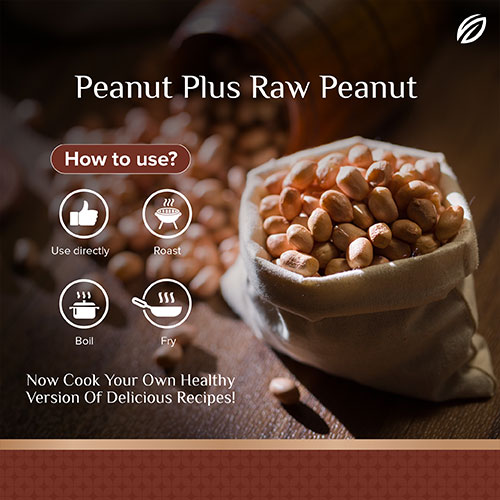 Peanut Plus Raw Peanut
How to use?
Use directly
Roast
Boil
Fry
Now Cook Your Own Healthy
Version Of Delicious Recipes!